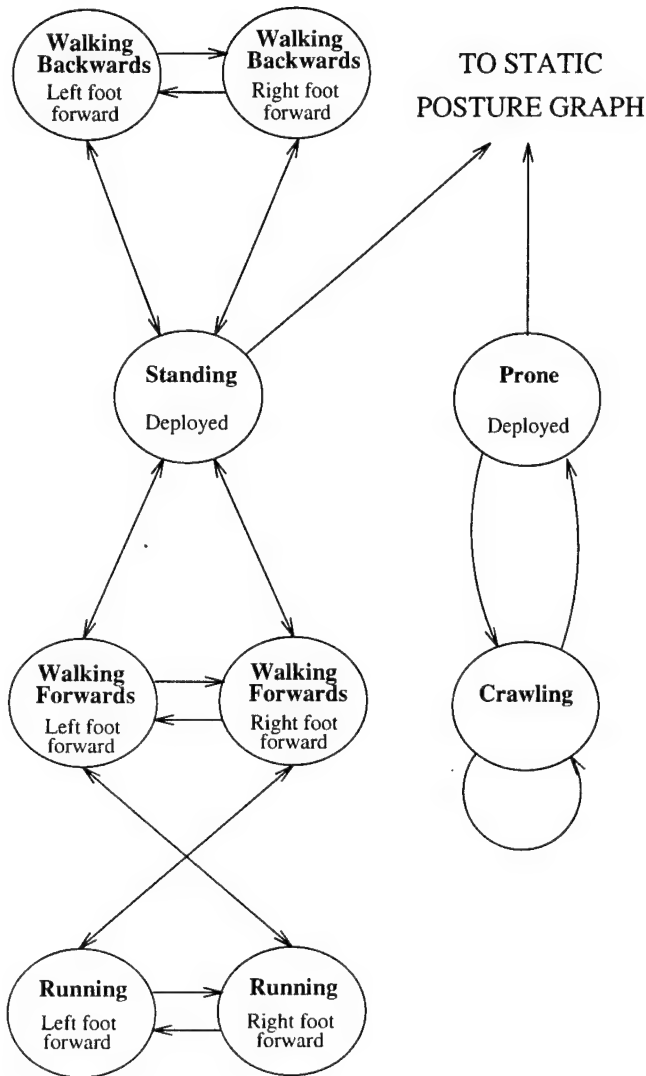 Walking
Backwards
Left foot
forward
Walking
Backwards
Right foot
forward
TO STATIC
POSTURE GRAPH
Standing
Deployed
Prone
Deployed
Walking
Forwards
Left foot
forward
Walking
Forwards
Right foot
forward
Crawling
Running
Left foot
forward
Running
Right foot
forward